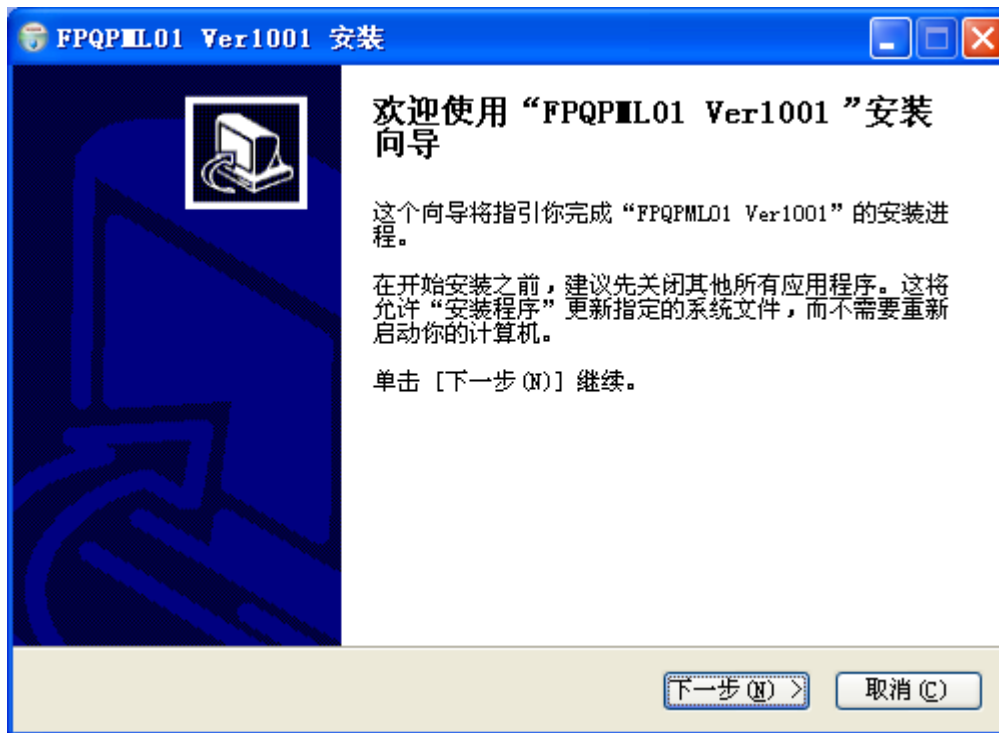 FPQPML01 Ver1001 安装
欢迎使用“FPQPML01 Ver1001 ”安装
向导
这个向导将指引你完成“FPQPML01 Ver1001”的安装进
程。
在开始安装之前，建议先关闭其他所有应用程序。这将
允许“安装程序”更新指定的系统文件，而不需要重新
启动你的计算机。
单击 [下一步(N)] 继续。
下一步(N) >
取消(C)